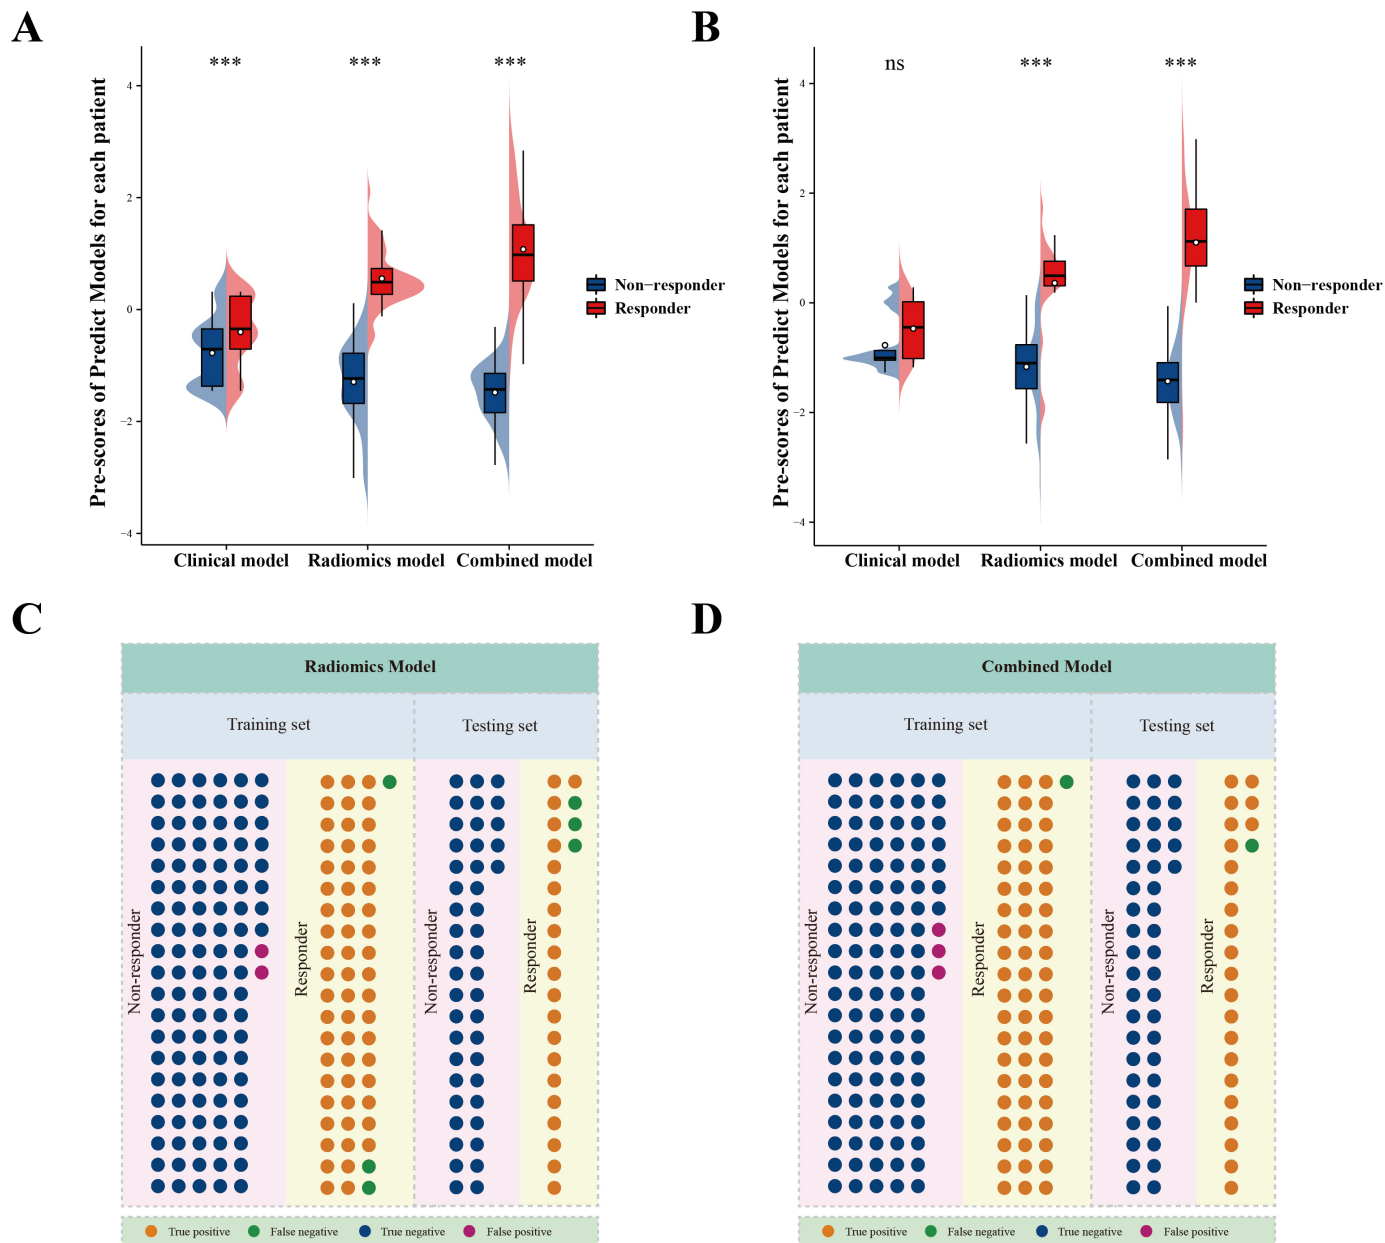 A
Pre-scores of Predict Models for each patient
4
2
0
−2
−4
*** *** ***
Non−responder
Responder
Clinical model Radiomics model Combined model
B
Pre-scores of Predict Models for each patient
4
2
0
−2
−4
ns *** ***
Non−responder
Responder
Clinical model Radiomics model Combined model
C
Radiomics Model
Training set Testing set
Non-responder
Responder
Non-responder
Responder
True positive False negative True negative False positive
D
Combined Model
Training set Testing set
Non-responder
Responder
Non-responder
Responder
True positive False negative True negative False positive